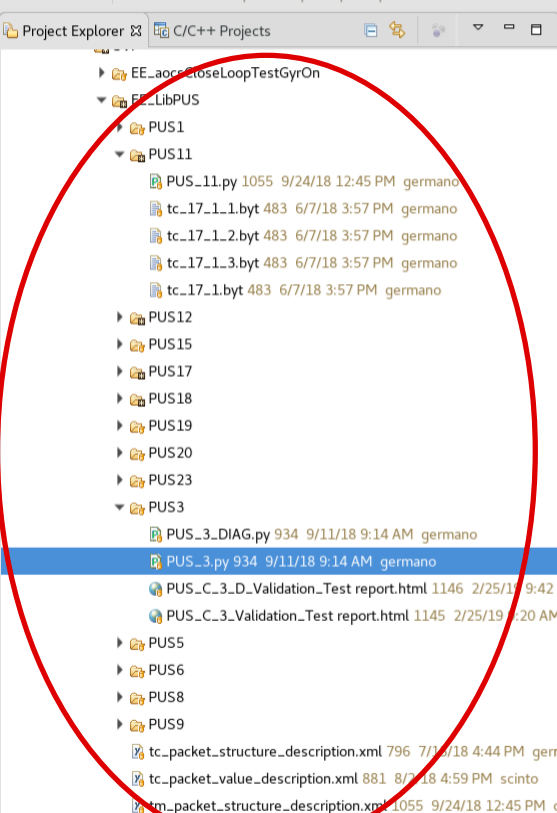 Project Explorer C/C++ Projects
EE_aocsCloseLoopTestGyrOn
EE_LibPUS
PUS1
PUS11
PUS_11.py 1055 9/24/18 12:45 PM germano
tc_17_1_1.byt 483 6/7/18 3:57 PM germano
tc_17_1_2.byt 483 6/7/18 3:57 PM germano
tc_17_1_3.byt 483 6/7/18 3:57 PM germano
tc_17_1.byt 483 6/7/18 3:57 PM germano
PUS12
PUS15
PUS17
PUS18
PUS19
PUS20
PUS23
PUS3
PUS_3_DIAG.py 934 9/11/18 9:14 AM germano
PUS_3.py 934 9/11/18 9:14 AM germano
PUS_C_3_D_Validation_Test report.html 1146 2/25/19 9:42
PUS_C_3_Validation_Test report.html 1145 2/25/19 9:20 AM
PUS5
PUS6
PUS8
PUS9
tc_packet_structure_description.xml 796 4:44 PM
tc_packet_value_description.xml 881 4:59 PM scinto
tm_packet_structure_description.xml 1055 9/24/18 12:45 PM